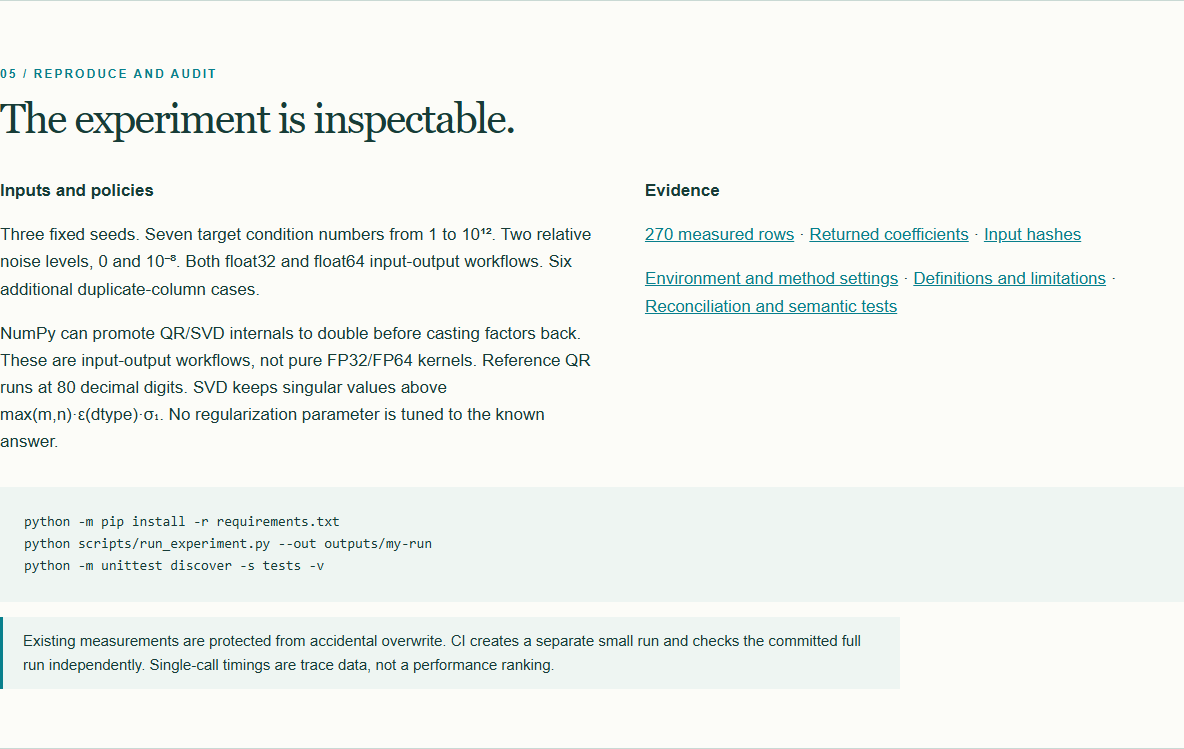 05 / REPRODUCE AND AUDIT
The experiment is inspectable.
Inputs and policies
Three fixed seeds. Seven target condition numbers from 1 to 10¹². Two relative
noise levels, 0 and 10⁻⁸. Both float32 and float64 input-output workflows. Six
additional duplicate-column cases.
NumPy can promote QR/SVD internals to double before casting factors back.
These are input-output workflows, not pure FP32/FP64 kernels. Reference QR
runs at 80 decimal digits. SVD keeps singular values above
max(m,n)·ε(dtype)·σ₁. No regularization parameter is tuned to the known
answer.
Evidence
270 measured rows · Returned coefficients · Input hashes
Environment and method settings · Definitions and limitations ·
Reconciliation and semantic tests
python -m pip install -r requirements.txt
python scripts/run_experiment.py --out outputs/my-run
python -m unittest discover -s tests -v
Existing measurements are protected from accidental overwrite. CI creates a separate small run and checks the committed full
run independently. Single-call timings are trace data, not a performance ranking.